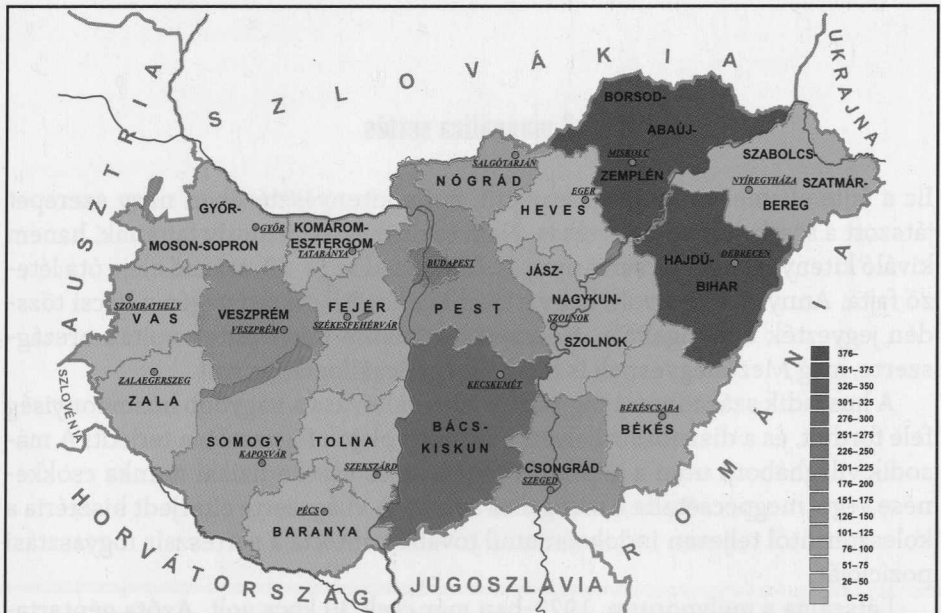 AUSZTRIA
SZLOVÁKIA
UKRAJNA
ROMÁNIA
JUGOSZLÁVIA
HORVÁTORSZÁG
SZLOVÉNIA
BORSOD-
ABAÚJ-
ZEMPLÉN
MISKOLC
SZABOLCS-
SZATMÁR-
BEREG
NYÍREGYHÁZA
NÓGRÁD
SALGÓTARJÁN
HEVES
EGER
HAJDÚ-
BIHAR
DEBRECEN
GYŐR-
MOSON-SOPRON
GYŐR
KOMÁROM-
ESZTERGOM
TATABÁNYA
BUDAPEST
PEST
JÁSZ-
NAGYKUN-
SZOLNOK
SZOLNOK
VAS
SZOMBATHELY
VESZPRÉM
VESZPRÉM
FEJÉR
SZÉKESFEHÉRVÁR
ZALA
ZALAEGERSZEG
SOMOGY
KAPOSVÁR
TOLNA
SZEKSZÁRD
BÁCS-
KISKUN
KECSKEMÉT
CSONGRÁD
SZEGED
BÉKÉS
BÉKÉSCSABA
BARANYA
PÉCS
376–
351–375
326–350
301–325
276–300
251–275
226–250
201–225
176–200
151–175
126–150
101–125
76–100
51–75
26–50
0–25